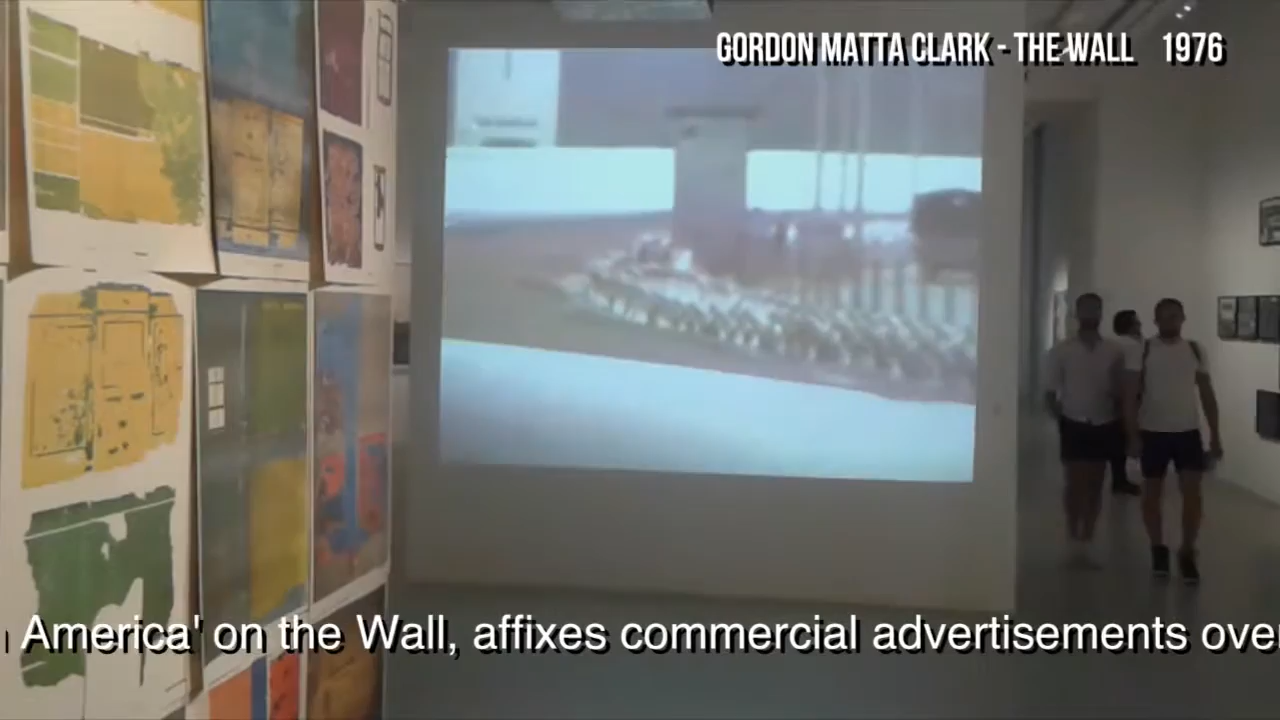 GORDON MATTA CLARK - THE WALL 1976
America' on the Wall, affixes commercial advertisements over